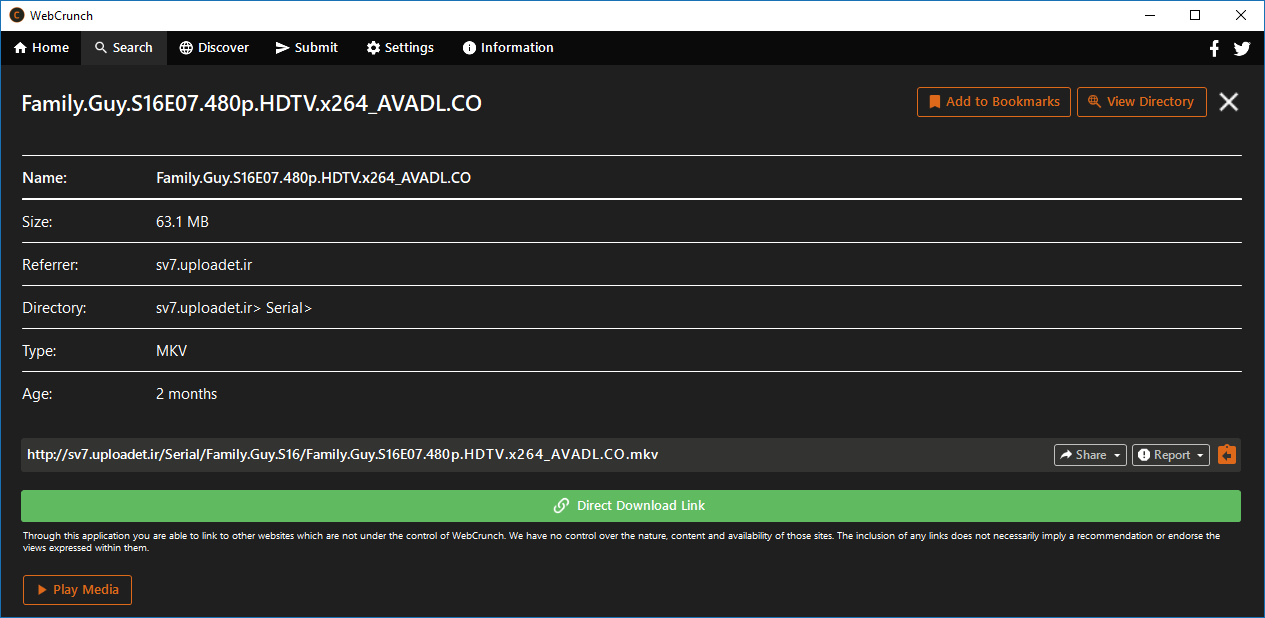 WebCrunch
Home Search Discover Submit Settings Information
Family.Guy.S16E07.480p.HDTV.x264_AVADL.CO
Add to Bookmarks View Directory
Name: Family.Guy.S16E07.480p.HDTV.x264_AVADL.CO
Size: 63.1 MB
Referrer: sv7.uploadet.ir
Directory: sv7.uploadet.ir> Serial>
Type: MKV
Age: 2 months
http://sv7.uploadet.ir/Serial/Family.Guy.S16/Family.Guy.S16E07.480p.HDTV.x264_AVADL.CO.mkv
Share Report
Direct Download Link
Through this application you are able to link to other websites which are not under the control of WebCrunch. We have no control over the nature, content and availability of those sites. The inclusion of any links does not necessarily imply a recommendation or endorse the
views expressed within them.
Play Media